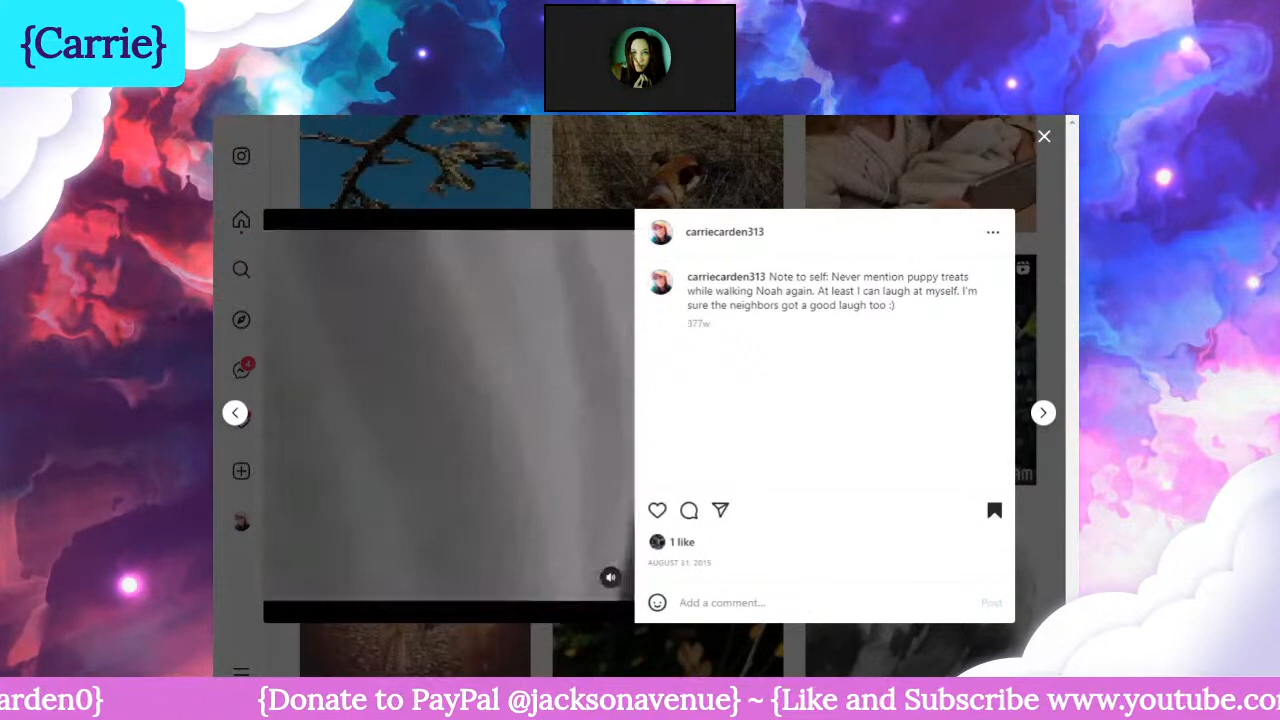 {Carrie}
carriecarden313
carriecarden313 Note to self: Never mention puppy treats
while walking Noah again. At least I can laugh at myself. I'm
sure the neighbors got a good laugh too :)
377w
4
1 like
AUGUST 31, 2015
Add a comment...
Post
arden0} {Donate to PayPal @jacksonavenue} ~ {Like and Subscribe www.youtube.co